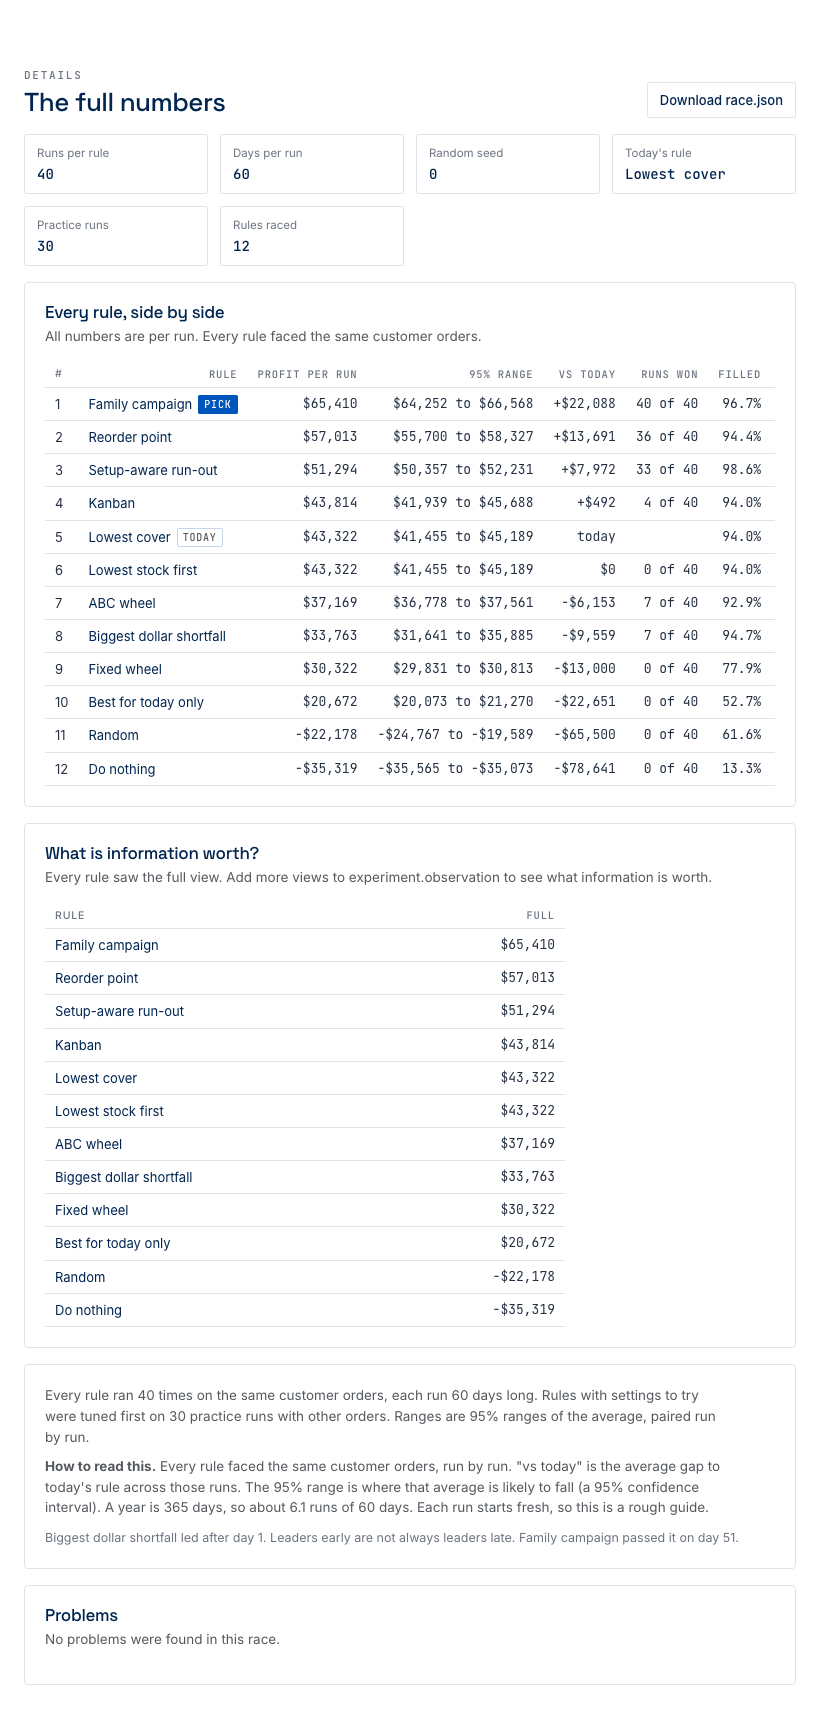 DETAILS
The full numbers
Download race.json
Runs per rule
40
Days per run
60
Random seed
0
Today's rule
Lowest cover
Practice runs
30
Rules raced
12
Every rule, side by side
All numbers are per run. Every rule faced the same customer orders.
# RULE PROFIT PER RUN 95% RANGE VS TODAY RUNS WON FILLED
1 Family campaign PICK $65,410 $64,252 to $66,568 +$22,088 40 of 40 96.7%
2 Reorder point $57,013 $55,700 to $58,327 +$13,691 36 of 40 94.4%
3 Setup-aware run-out $51,294 $50,357 to $52,231 +$7,972 33 of 40 98.6%
4 Kanban $43,814 $41,939 to $45,688 +$492 4 of 40 94.0%
5 Lowest cover TODAY $43,322 $41,455 to $45,189 today 94.0%
6 Lowest stock first $43,322 $41,455 to $45,189 $0 0 of 40 94.0%
7 ABC wheel $37,169 $36,778 to $37,561 -$6,153 7 of 40 92.9%
8 Biggest dollar shortfall $33,763 $31,641 to $35,885 -$9,559 7 of 40 94.7%
9 Fixed wheel $30,322 $29,831 to $30,813 -$13,000 0 of 40 77.9%
10 Best for today only $20,672 $20,073 to $21,270 -$22,651 0 of 40 52.7%
11 Random -$22,178 -$24,767 to -$19,589 -$65,500 0 of 40 61.6%
12 Do nothing -$35,319 -$35,565 to -$35,073 -$78,641 0 of 40 13.3%
What is information worth?
Every rule saw the full view. Add more views to experiment.observation to see what information is worth.
RULE FULL
Family campaign $65,410
Reorder point $57,013
Setup-aware run-out $51,294
Kanban $43,814
Lowest cover $43,322
Lowest stock first $43,322
ABC wheel $37,169
Biggest dollar shortfall $33,763
Fixed wheel $30,322
Best for today only $20,672
Random -$22,178
Do nothing -$35,319
Every rule ran 40 times on the same customer orders, each run 60 days long. Rules with settings to try
were tuned first on 30 practice runs with other orders. Ranges are 95% ranges of the average, paired run
by run.
How to read this. Every rule faced the same customer orders, run by run. "vs today" is the average gap to
today's rule across those runs. The 95% range is where that average is likely to fall (a 95% confidence
interval). A year is 365 days, so about 6.1 runs of 60 days. Each run starts fresh, so this is a rough guide.
Biggest dollar shortfall led after day 1. Leaders early are not always leaders late. Family campaign passed it on day 51.
Problems
No problems were found in this race.